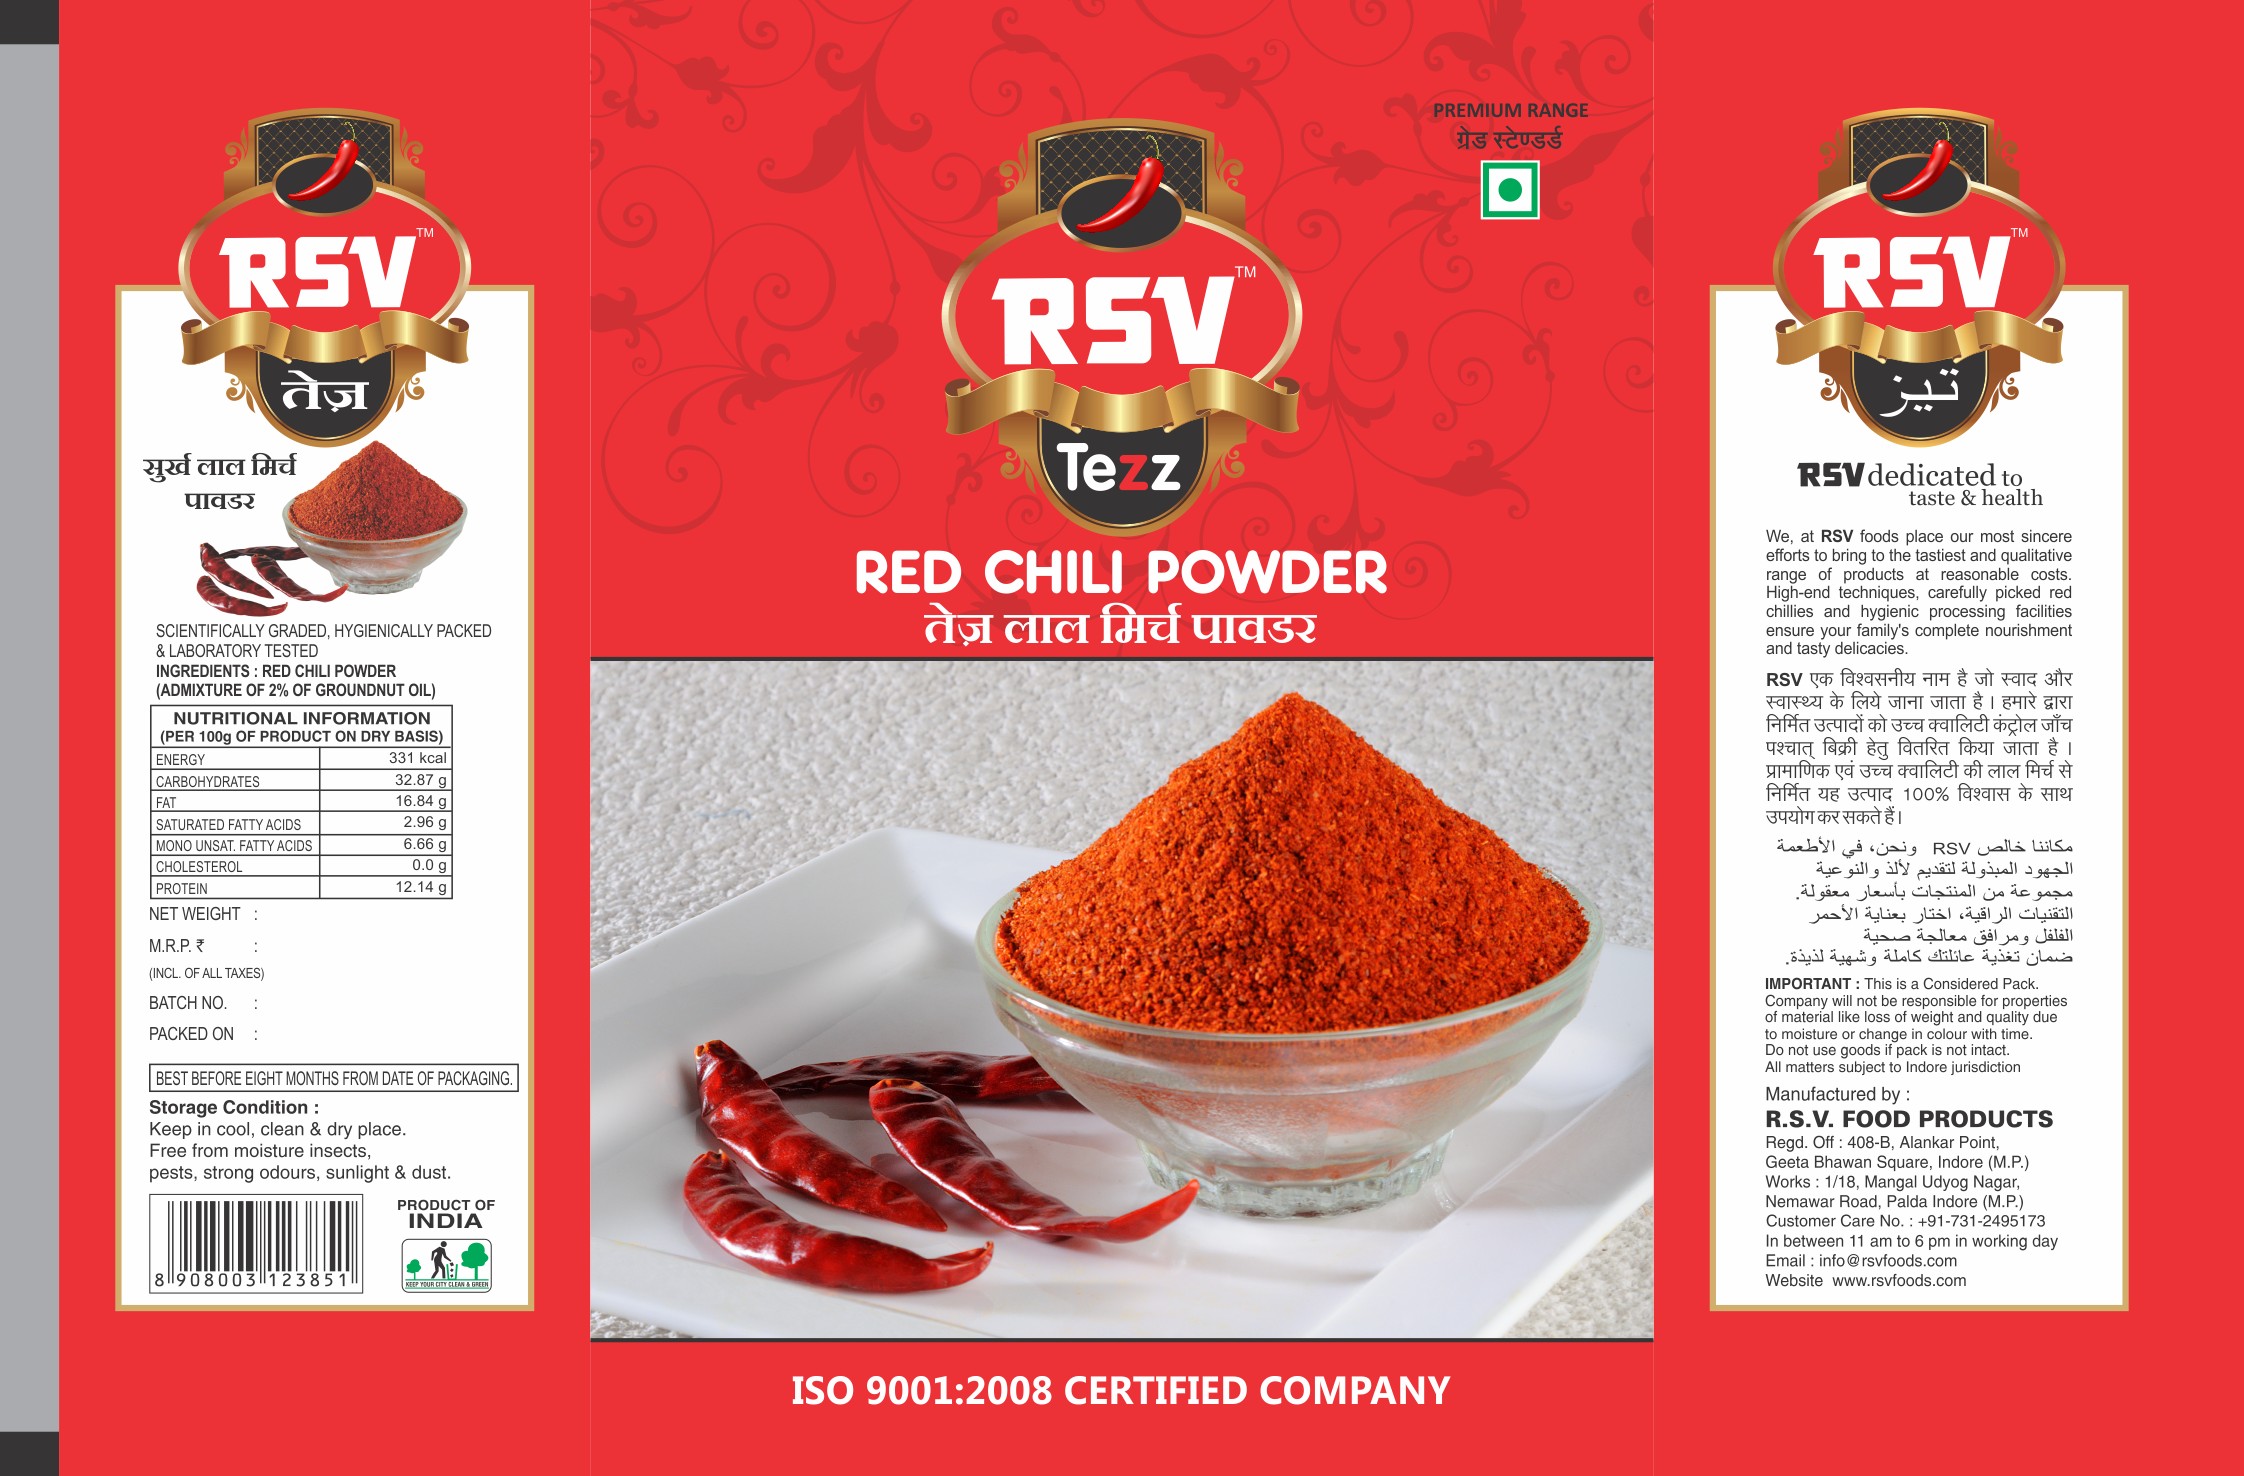 RSV TM
तेज़
सुर्ख लाल मिर्च
पावडर
SCIENTIFICALLY GRADED, HYGIENICALLY PACKED
& LABORATORY TESTED
INGREDIENTS : RED CHILI POWDER
(ADMIXTURE OF 2% OF GROUNDNUT OIL)
NUTRITIONAL INFORMATION
(PER 100g OF PRODUCT ON DRY BASIS)
ENERGY 331 kcal
CARBOHYDRATES 32.87 g
FAT 16.84 g
SATURATED FATTY ACIDS 2.96 g
MONO UNSAT. FATTY ACIDS 6.66 g
CHOLESTEROL 0.0 g
PROTEIN 12.14 g
NET WEIGHT :
M.R.P. ₹ :
(INCL. OF ALL TAXES)
BATCH NO. :
PACKED ON :
BEST BEFORE EIGHT MONTHS FROM DATE OF PACKAGING.
Storage Condition :
Keep in cool, clean & dry place.
Free from moisture insects,
pests, strong odours, sunlight & dust.
8 908003 123851
PRODUCT OF
INDIA
KEEP YOUR CITY CLEAN & GREEN
PREMIUM RANGE
ग्रेड स्टेण्डर्ड
RSV TM
Tezz
RED CHILI POWDER
तेज़ लाल मिर्च पावडर
ISO 9001:2008 CERTIFIED COMPANY
RSV TM
تيز
RSV dedicated to
taste & health
We, at RSV foods place our most sincere
efforts to bring to the tastiest and qualitative
range of products at reasonable costs.
High-end techniques, carefully picked red
chillies and hygienic processing facilities
ensure your family's complete nourishment
and tasty delicacies.
RSV एक विश्वसनीय नाम है जो स्वाद और
स्वास्थ्य के लिये जाना जाता है। हमारे द्वारा
निर्मित उत्पादों को उच्च क्वालिटी कंट्रोल जाँच
पश्चात् बिक्री हेतु वितरित किया जाता है।
प्रामाणिक एवं उच्च क्वालिटी की लाल मिर्च से
निर्मित यह उत्पाद 100% विश्वास के साथ
उपयोग कर सकते हैं।
مكاننا خالص RSV ونحن، في الأطعمة
الجهود المبذولة لتقديم لألذ والنوعية
مجموعة من المنتجات بأسعار معقولة.
التقنيات الراقية، اختار بعناية الأحمر
الفلفل ومرافق معالجة صحية
ضمان تغذية عائلتك كاملة وشهية لذيذة.
IMPORTANT : This is a Considered Pack.
Company will not be responsible for properties
of material like loss of weight and quality due
to moisture or change in colour with time.
Do not use goods if pack is not intact.
All matters subject to Indore jurisdiction
Manufactured by :
R.S.V. FOOD PRODUCTS
Regd. Off : 408-B, Alankar Point,
Geeta Bhawan Square, Indore (M.P.)
Works : 1/18, Mangal Udyog Nagar,
Nemawar Road, Palda Indore (M.P.)
Customer Care No. : +91-731-2495173
In between 11 am to 6 pm in working day
Email : info@rsvfoods.com
Website www.rsvfoods.com